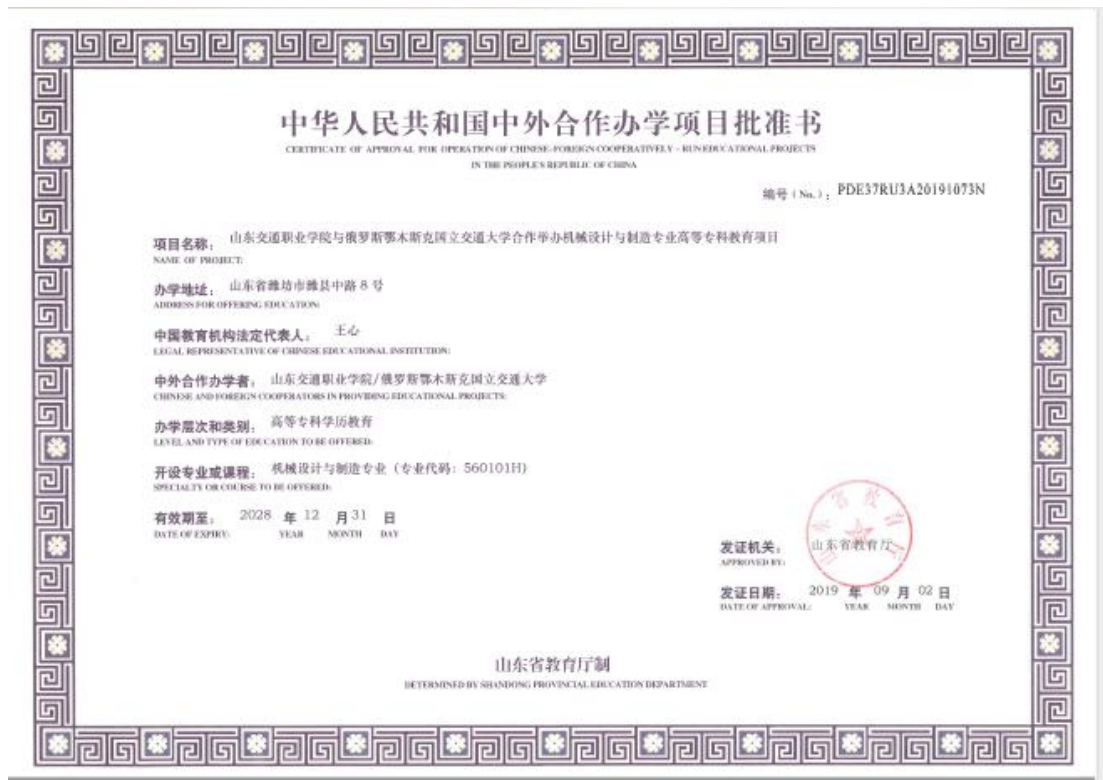 中华人民共和国中外合作办学项目批准书
CERTIFICATE OF APPROVAL FOR OPERATION OF CHINESE-FOREIGN COOPERATIVELY - RUN EDUCATIONAL PROJECTS
IN THE PEOPLE'S REPUBLIC OF CHINA
编号（No.）：PDE37RU3A20191073N
项目名称： 山东交通职业学院与俄罗斯鄂木斯克国立交通大学合作举办机械设计与制造专业高等专科教育项目
NAME OF PROJECT:
办学地址： 山东省潍坊市潍县中路8号
ADDRESS FOR OFFERING EDUCATION:
中国教育机构法定代表人： 王心
LEGAL REPRESENTATIVE OF CHINESE EDUCATIONAL INSTITUTION:
中外合作办学者： 山东交通职业学院/俄罗斯鄂木斯克国立交通大学
CHINESE AND FOREIGN COOPERATORS IN PROVIDING EDUCATIONAL PROJECTS:
办学层次和类别： 高等专科学历教育
LEVEL AND TYPE OF EDUCATION TO BE OFFERED:
开设专业或课程： 机械设计与制造专业（专业代码：560101H）
SPECIALTY OR COURSE TO BE OFFERED:
有效期至： 2028 年 12 月 31 日
DATE OF EXPIRY: YEAR MONTH DAY
发证机关： 山东省教育厅
APPROVED BY:
山东省教育厅
发证日期： 2019 年 09 月 02 日
DATE OF APPROVAL: YEAR MONTH DAY
山东省教育厅制
DETERMINED BY SHANDONG PROVINCIAL EDUCATION DEPARTMENT